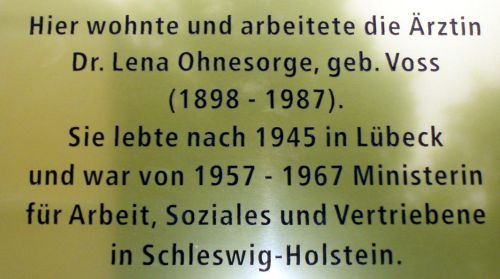 Hier wohnte und arbeitete die Ärztin
Dr. Lena Ohnesorge, geb. Voss
(1898 - 1987).
Sie lebte nach 1945 in Lübeck
und war von 1957 - 1967 Ministerin
für Arbeit, Soziales und Vertriebene
in Schleswig-Holstein.